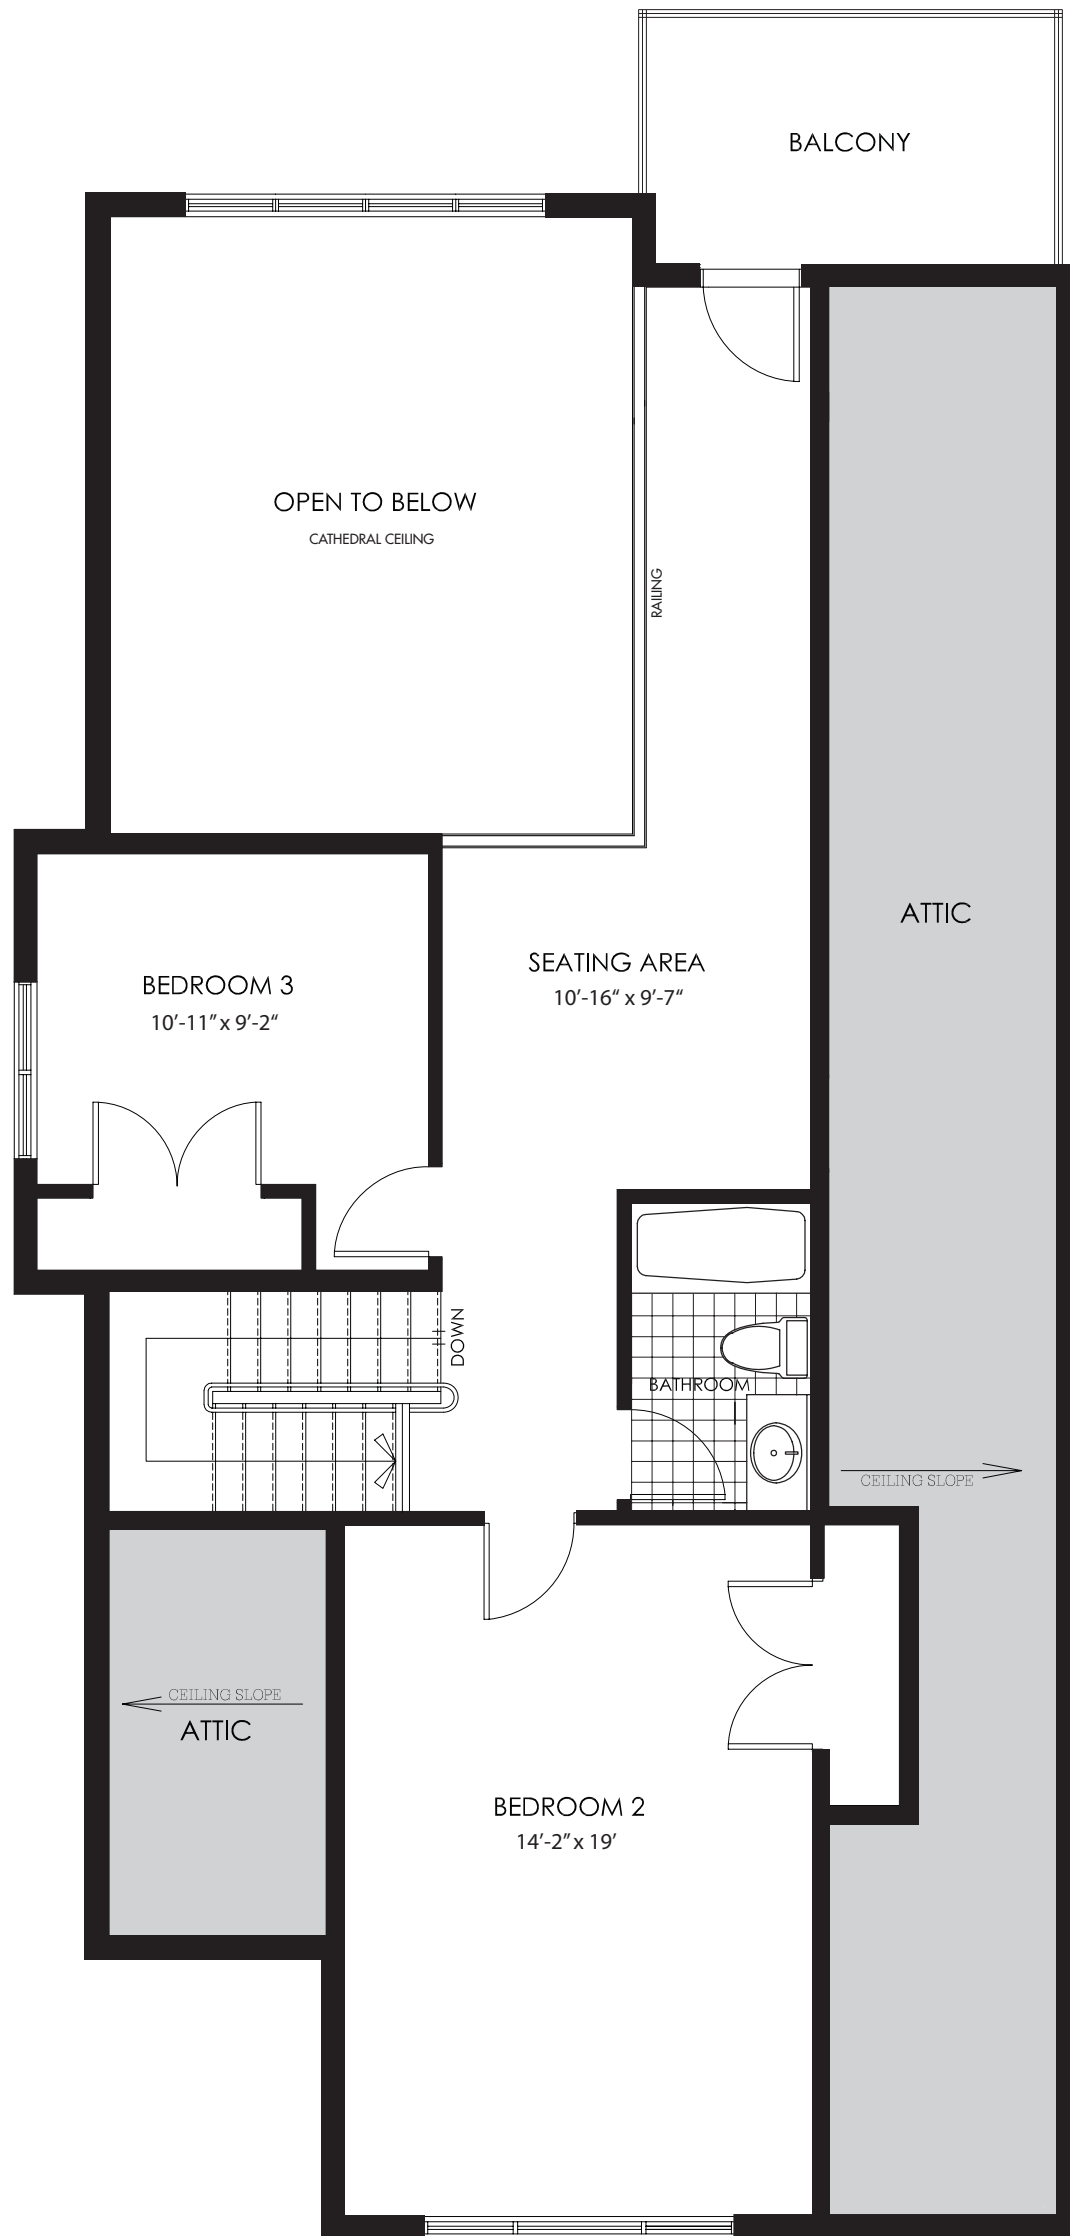 BALCONY
OPEN TO BELOW
CATHEDRAL CEILING
RAILING
ATTIC
SEATING AREA
10’-16“ x 9’-7“
BEDROOM 3
10’-11” x 9’-2“
DOWN
BATHROOM
CEILING SLOPE
CEILING SLOPE
ATTIC
BEDROOM 2
14’-2” x 19’